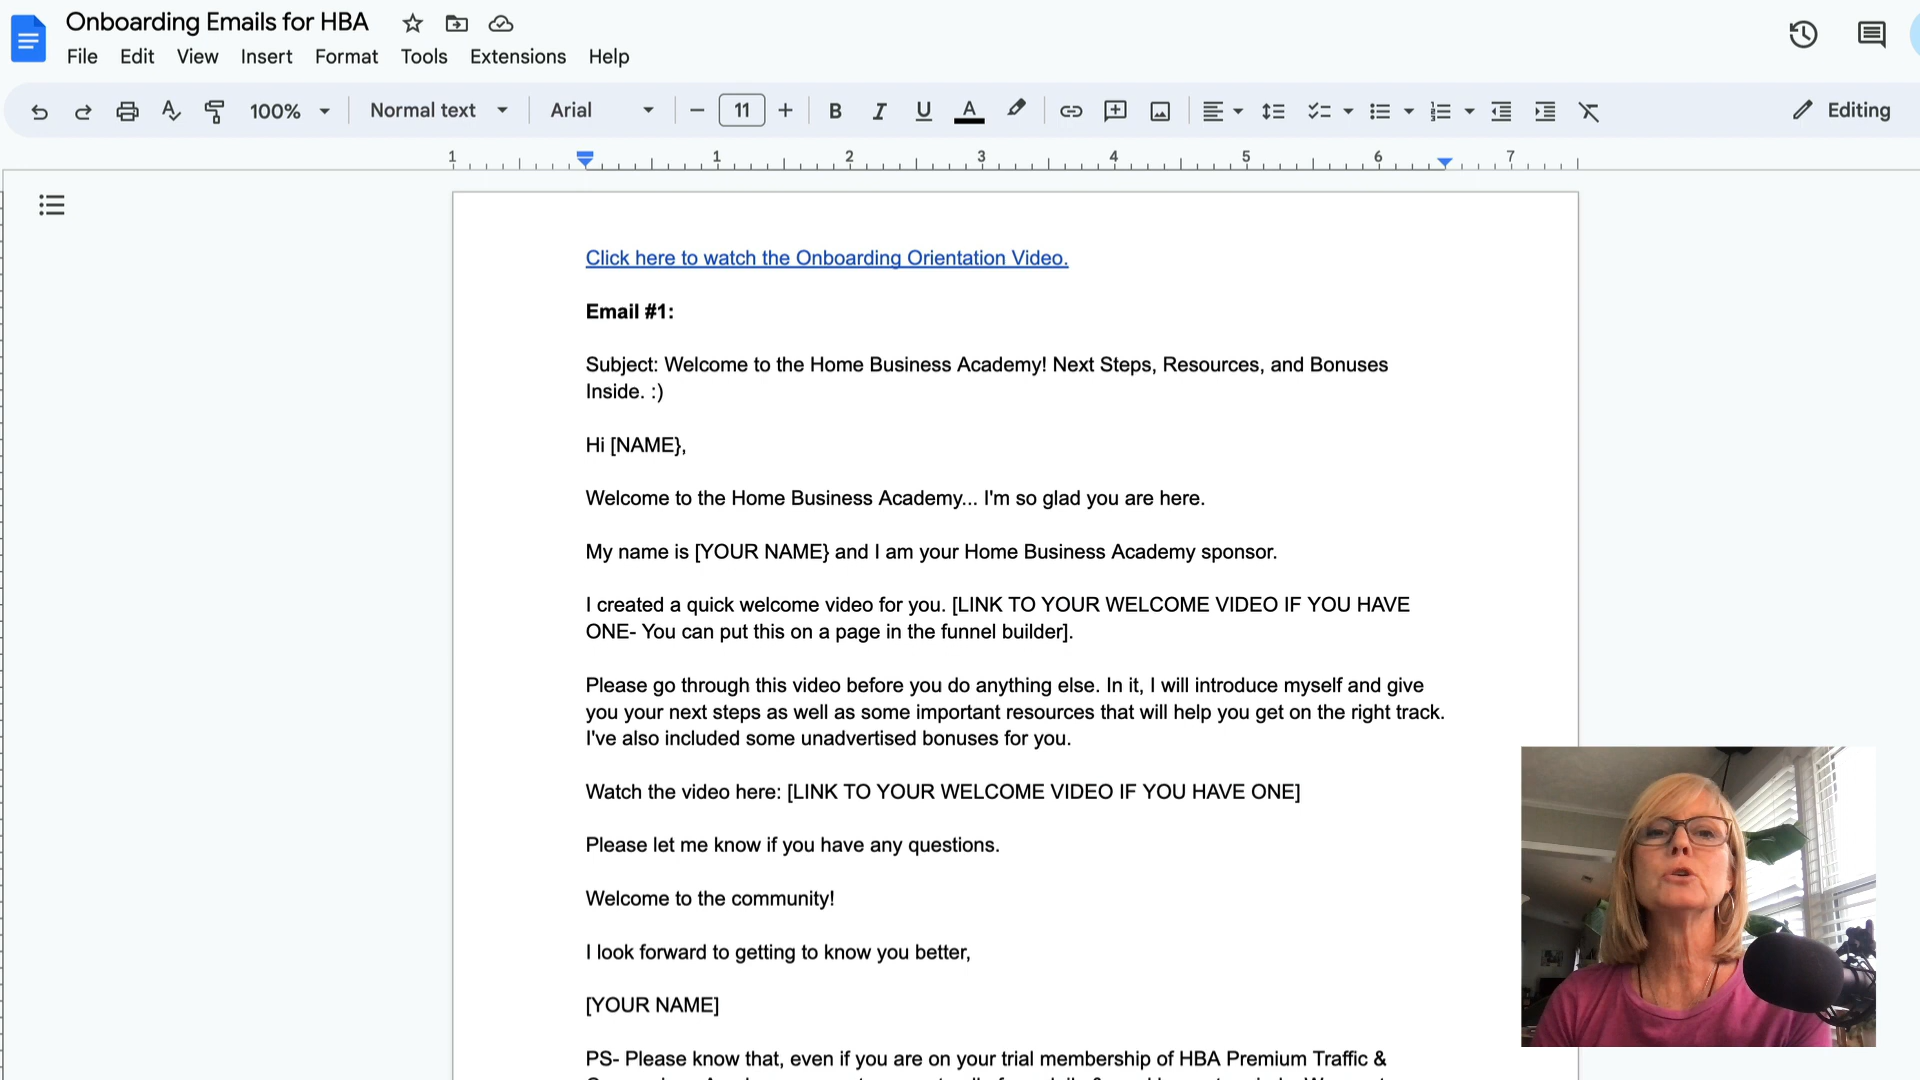 Onboarding Emails for HBA
File Edit View Insert Format Tools Extensions Help
100% Normal text Arial 11 B I U A Editing
1 1 2 3 4 5 6 7
Click here to watch the Onboarding Orientation Video.
Email #1:
Subject: Welcome to the Home Business Academy! Next Steps, Resources, and Bonuses
Inside. :)
Hi [NAME},
Welcome to the Home Business Academy... I'm so glad you are here.
My name is [YOUR NAME} and I am your Home Business Academy sponsor.
I created a quick welcome video for you. [LINK TO YOUR WELCOME VIDEO IF YOU HAVE
ONE- You can put this on a page in the funnel builder].
Please go through this video before you do anything else. In it, I will introduce myself and give
you your next steps as well as some important resources that will help you get on the right track.
I've also included some unadvertised bonuses for you.
Watch the video here: [LINK TO YOUR WELCOME VIDEO IF YOU HAVE ONE]
Please let me know if you have any questions.
Welcome to the community!
I look forward to getting to know you better,
[YOUR NAME]
PS- Please know that, even if you are on your trial membership of HBA Premium Traffic &